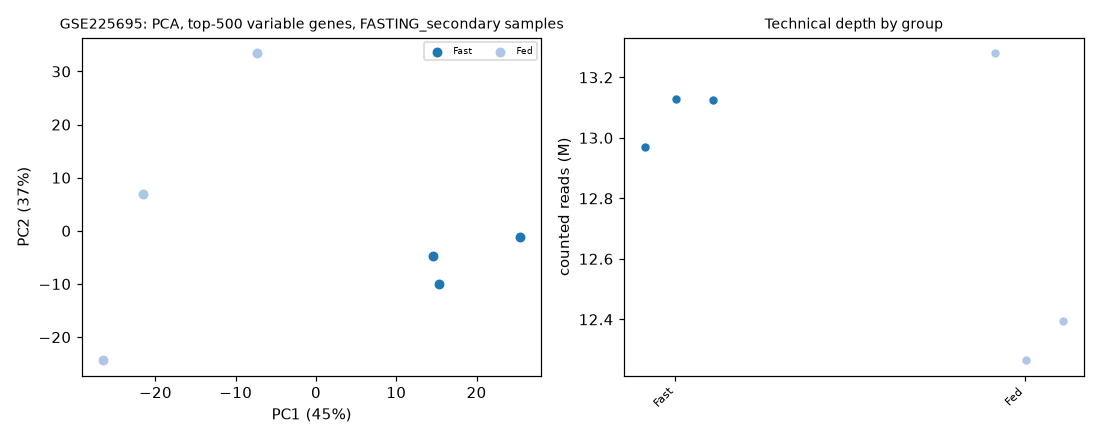 GSE225695: PCA, top-500 variable genes, FASTING_secondary samples
Fast
Fed
30
20
10
0
−10
−20
PC2 (37%)
−20
−10
0
10
20
PC1 (45%)
Technical depth by group
13.2
13.0
12.8
12.6
12.4
counted reads (M)
Fast
Fed